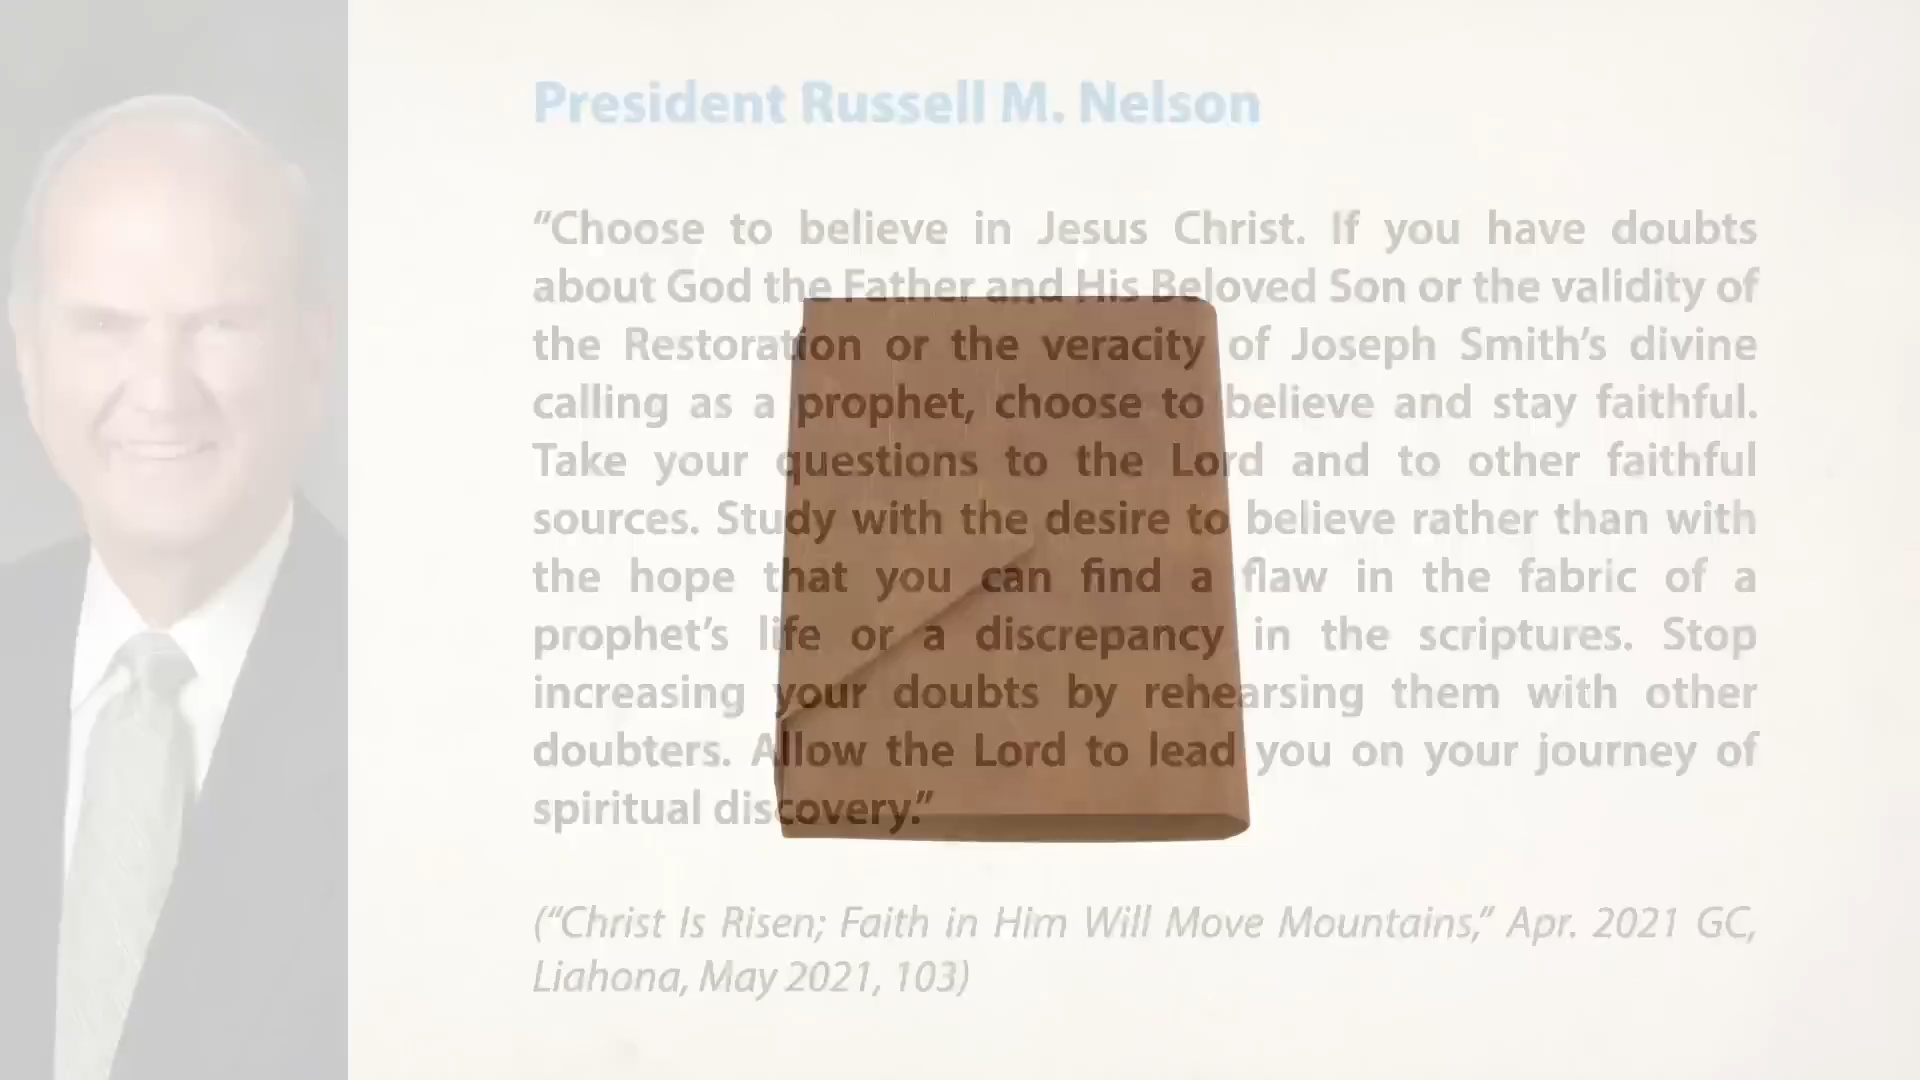 President Russell M. Nelson
“Choose to believe in Jesus Christ. If you have doubts
about God the Father and His Beloved Son or the validity of
the Restoration or the veracity of Joseph Smith’s divine
calling as a prophet, choose to believe and stay faithful.
Take your questions to the Lord and to other faithful
sources. Study with the desire to believe rather than with
the hope that you can find a flaw in the fabric of a
prophet’s life or a discrepancy in the scriptures. Stop
increasing your doubts by rehearsing them with other
doubters. Allow the Lord to lead you on your journey of
spiritual discovery.”
(“Christ Is Risen; Faith in Him Will Move Mountains,” Apr. 2021 GC,
Liahona, May 2021, 103)